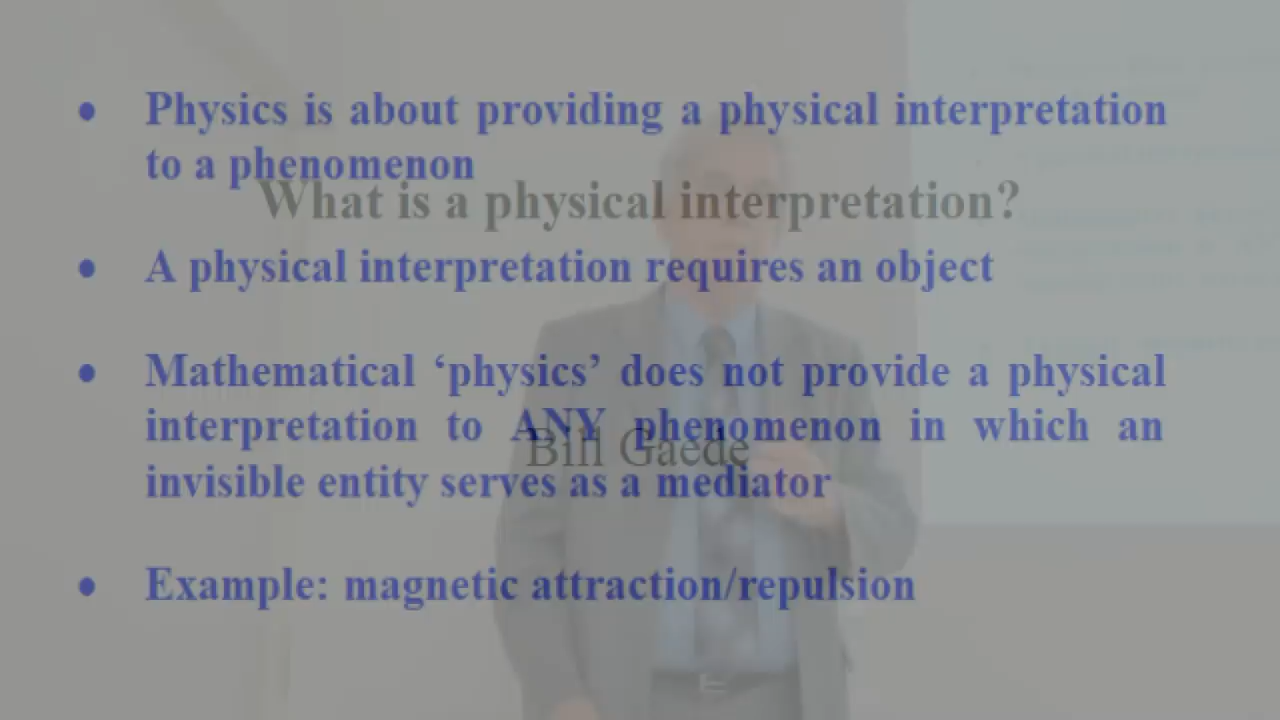 • Physics is about providing a physical interpretation
to a phenomenon
What is a physical interpretation?
• A physical interpretation requires an object
• Mathematical ‘physics’ does not provide a physical
interpretation to ANY phenomenon in which an
Bill Gaede
invisible entity serves as a mediator
• Example: magnetic attraction/repulsion